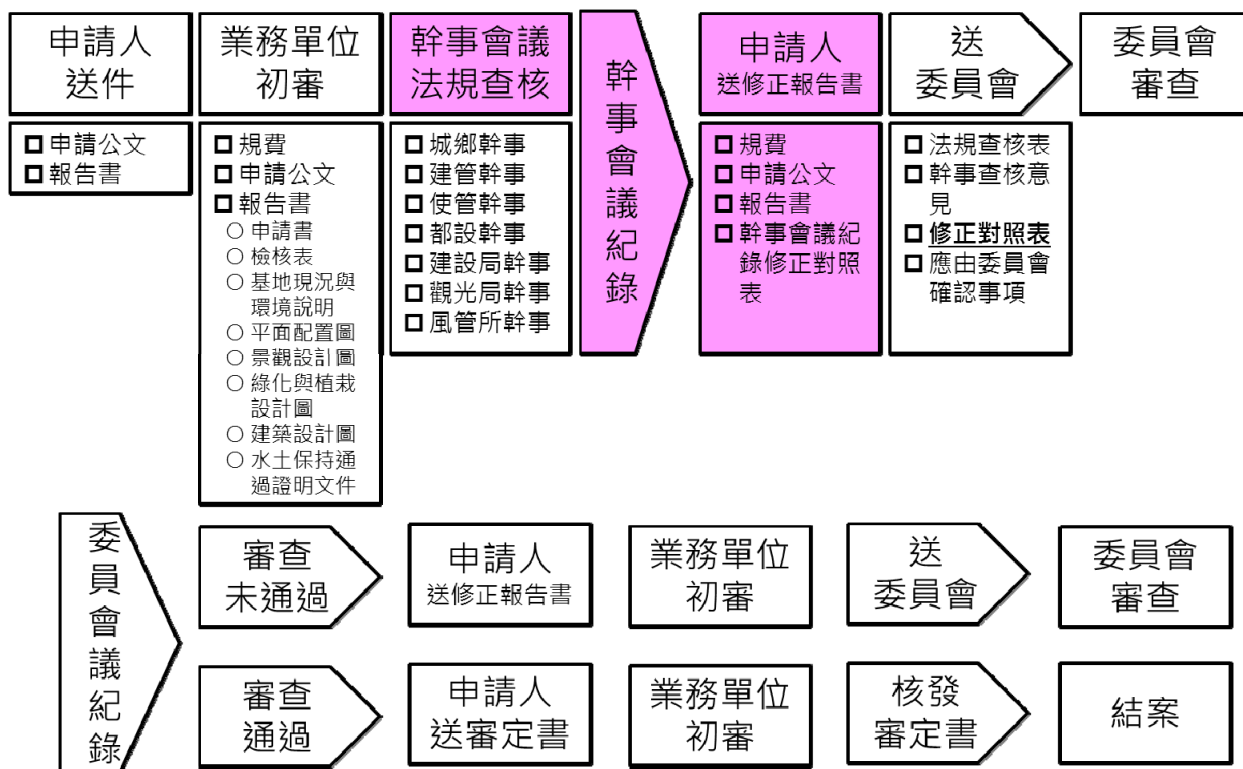 申請人
送件
業務單位
初審
幹事會議
法規查核
幹事會議紀錄
申請人
送修正報告書
送
委員會
委員會
審查
□ 申請公文
□ 報告書
□ 規費
□ 申請公文
□ 報告書
○ 申請書
○ 檢核表
○ 基地現況與
環境說明
○ 平面配置圖
○ 景觀設計圖
○ 綠化與植栽
設計圖
○ 建築設計圖
○ 水土保持通
過證明文件
□ 城鄉幹事
□ 建管幹事
□ 使管幹事
□ 都設幹事
□ 建設局幹事
□ 觀光局幹事
□ 風管所幹事
□ 規費
□ 申請公文
□ 報告書
□ 幹事會議紀
錄修正對照
表
□ 法規查核表
□ 幹事查核意
見
□ 修正對照表
□ 應由委員會
確認事項
委員會議紀錄
審查
未通過
申請人
送修正報告書
業務單位
初審
送
委員會
委員會
審查
審查
通過
申請人
送審定書
業務單位
初審
核發
審定書
結案